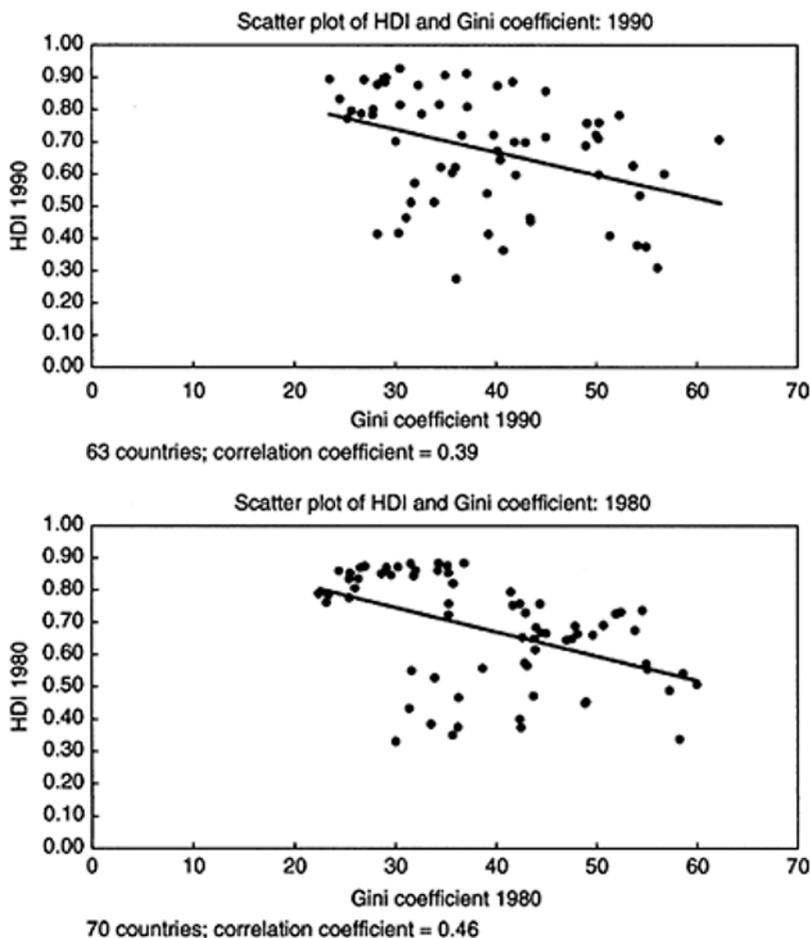 Scatter plot of HDI and Gini coefficient: 1990
1.00
0.90
0.80
0.70
0.60
0.50
0.40
0.30
0.20
0.10
0.00
HDI 1990
0 10 20 30 40 50 60 70
Gini coefficient 1990
63 countries; correlation coefficient = 0.39
Scatter plot of HDI and Gini coefficient: 1980
1.00
0.90
0.80
0.70
0.60
0.50
0.40
0.30
0.20
0.10
0.00
HDI 1980
0 10 20 30 40 50 60 70
Gini coefficient 1980
70 countries; correlation coefficient = 0.46